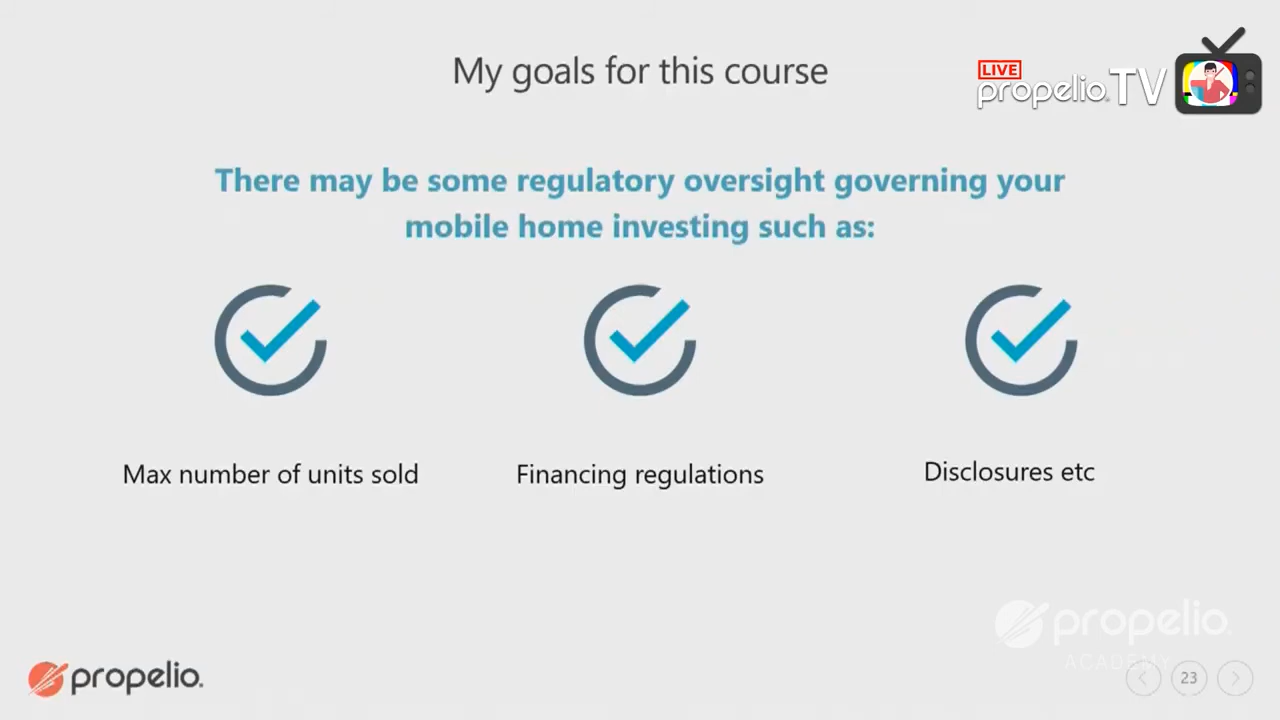 My goals for this course
LIVE
propelio.TV
There may be some regulatory oversight governing your
mobile home investing such as:
Max number of units sold
Financing regulations
Disclosures etc
propelio.
ACADEMY
propelio.
23